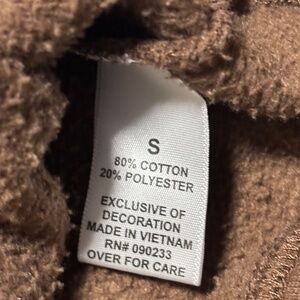 S
80% COTTON
20% POLYESTER
EXCLUSIVE OF
DECORATION
MADE IN VIETNAM
RN# 090233
OVER FOR CARE